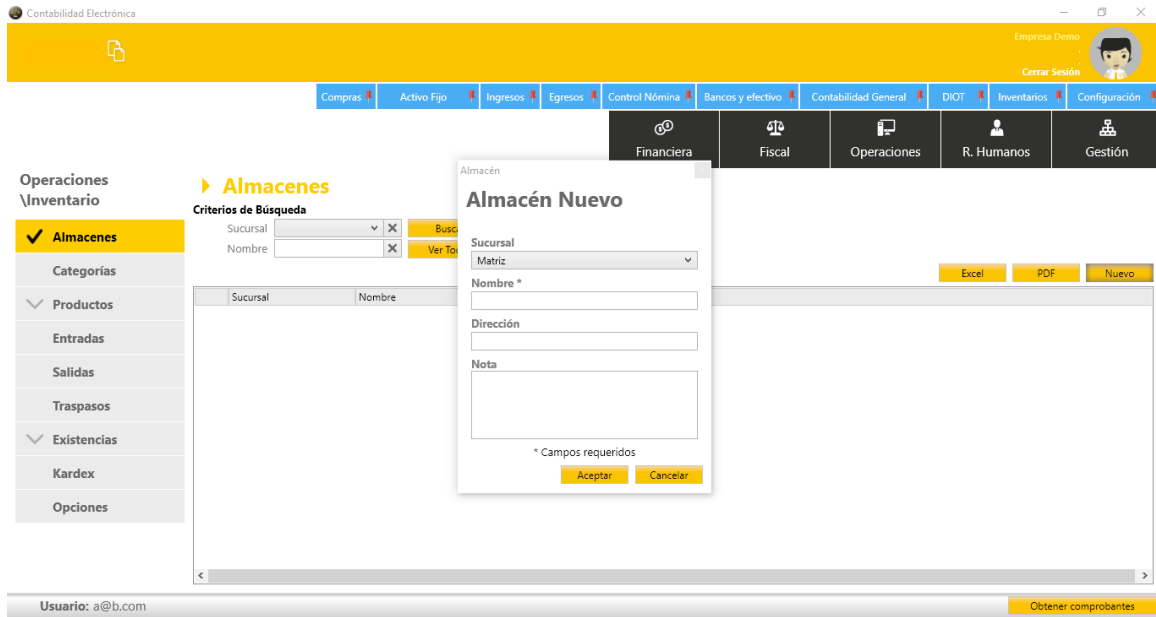 Contabilidad Electrónica
Empresa Demo
Cerrar Sesión
Compras
Activo Fijo
Ingresos
Egresos
Control Nómina
Bancos y efectivo
Contabilidad General
DIOT
Inventarios
Configuración
Financiera
Fiscal
Operaciones
R. Humanos
Gestión
Operaciones
\Inventario
Almacenes
Categorías
Productos
Entradas
Salidas
Traspasos
Existencias
Kardex
Opciones
Almacenes
Criterios de Búsqueda
Sucursal
Nombre
Excel
PDF
Nuevo
Sucursal
Nombre
Almacén
Almacén Nuevo
Sucursal
Matriz
Nombre *
Dirección
Nota
* Campos requeridos
Aceptar
Cancelar
Usuario: a@b.com
Obtener comprobantes